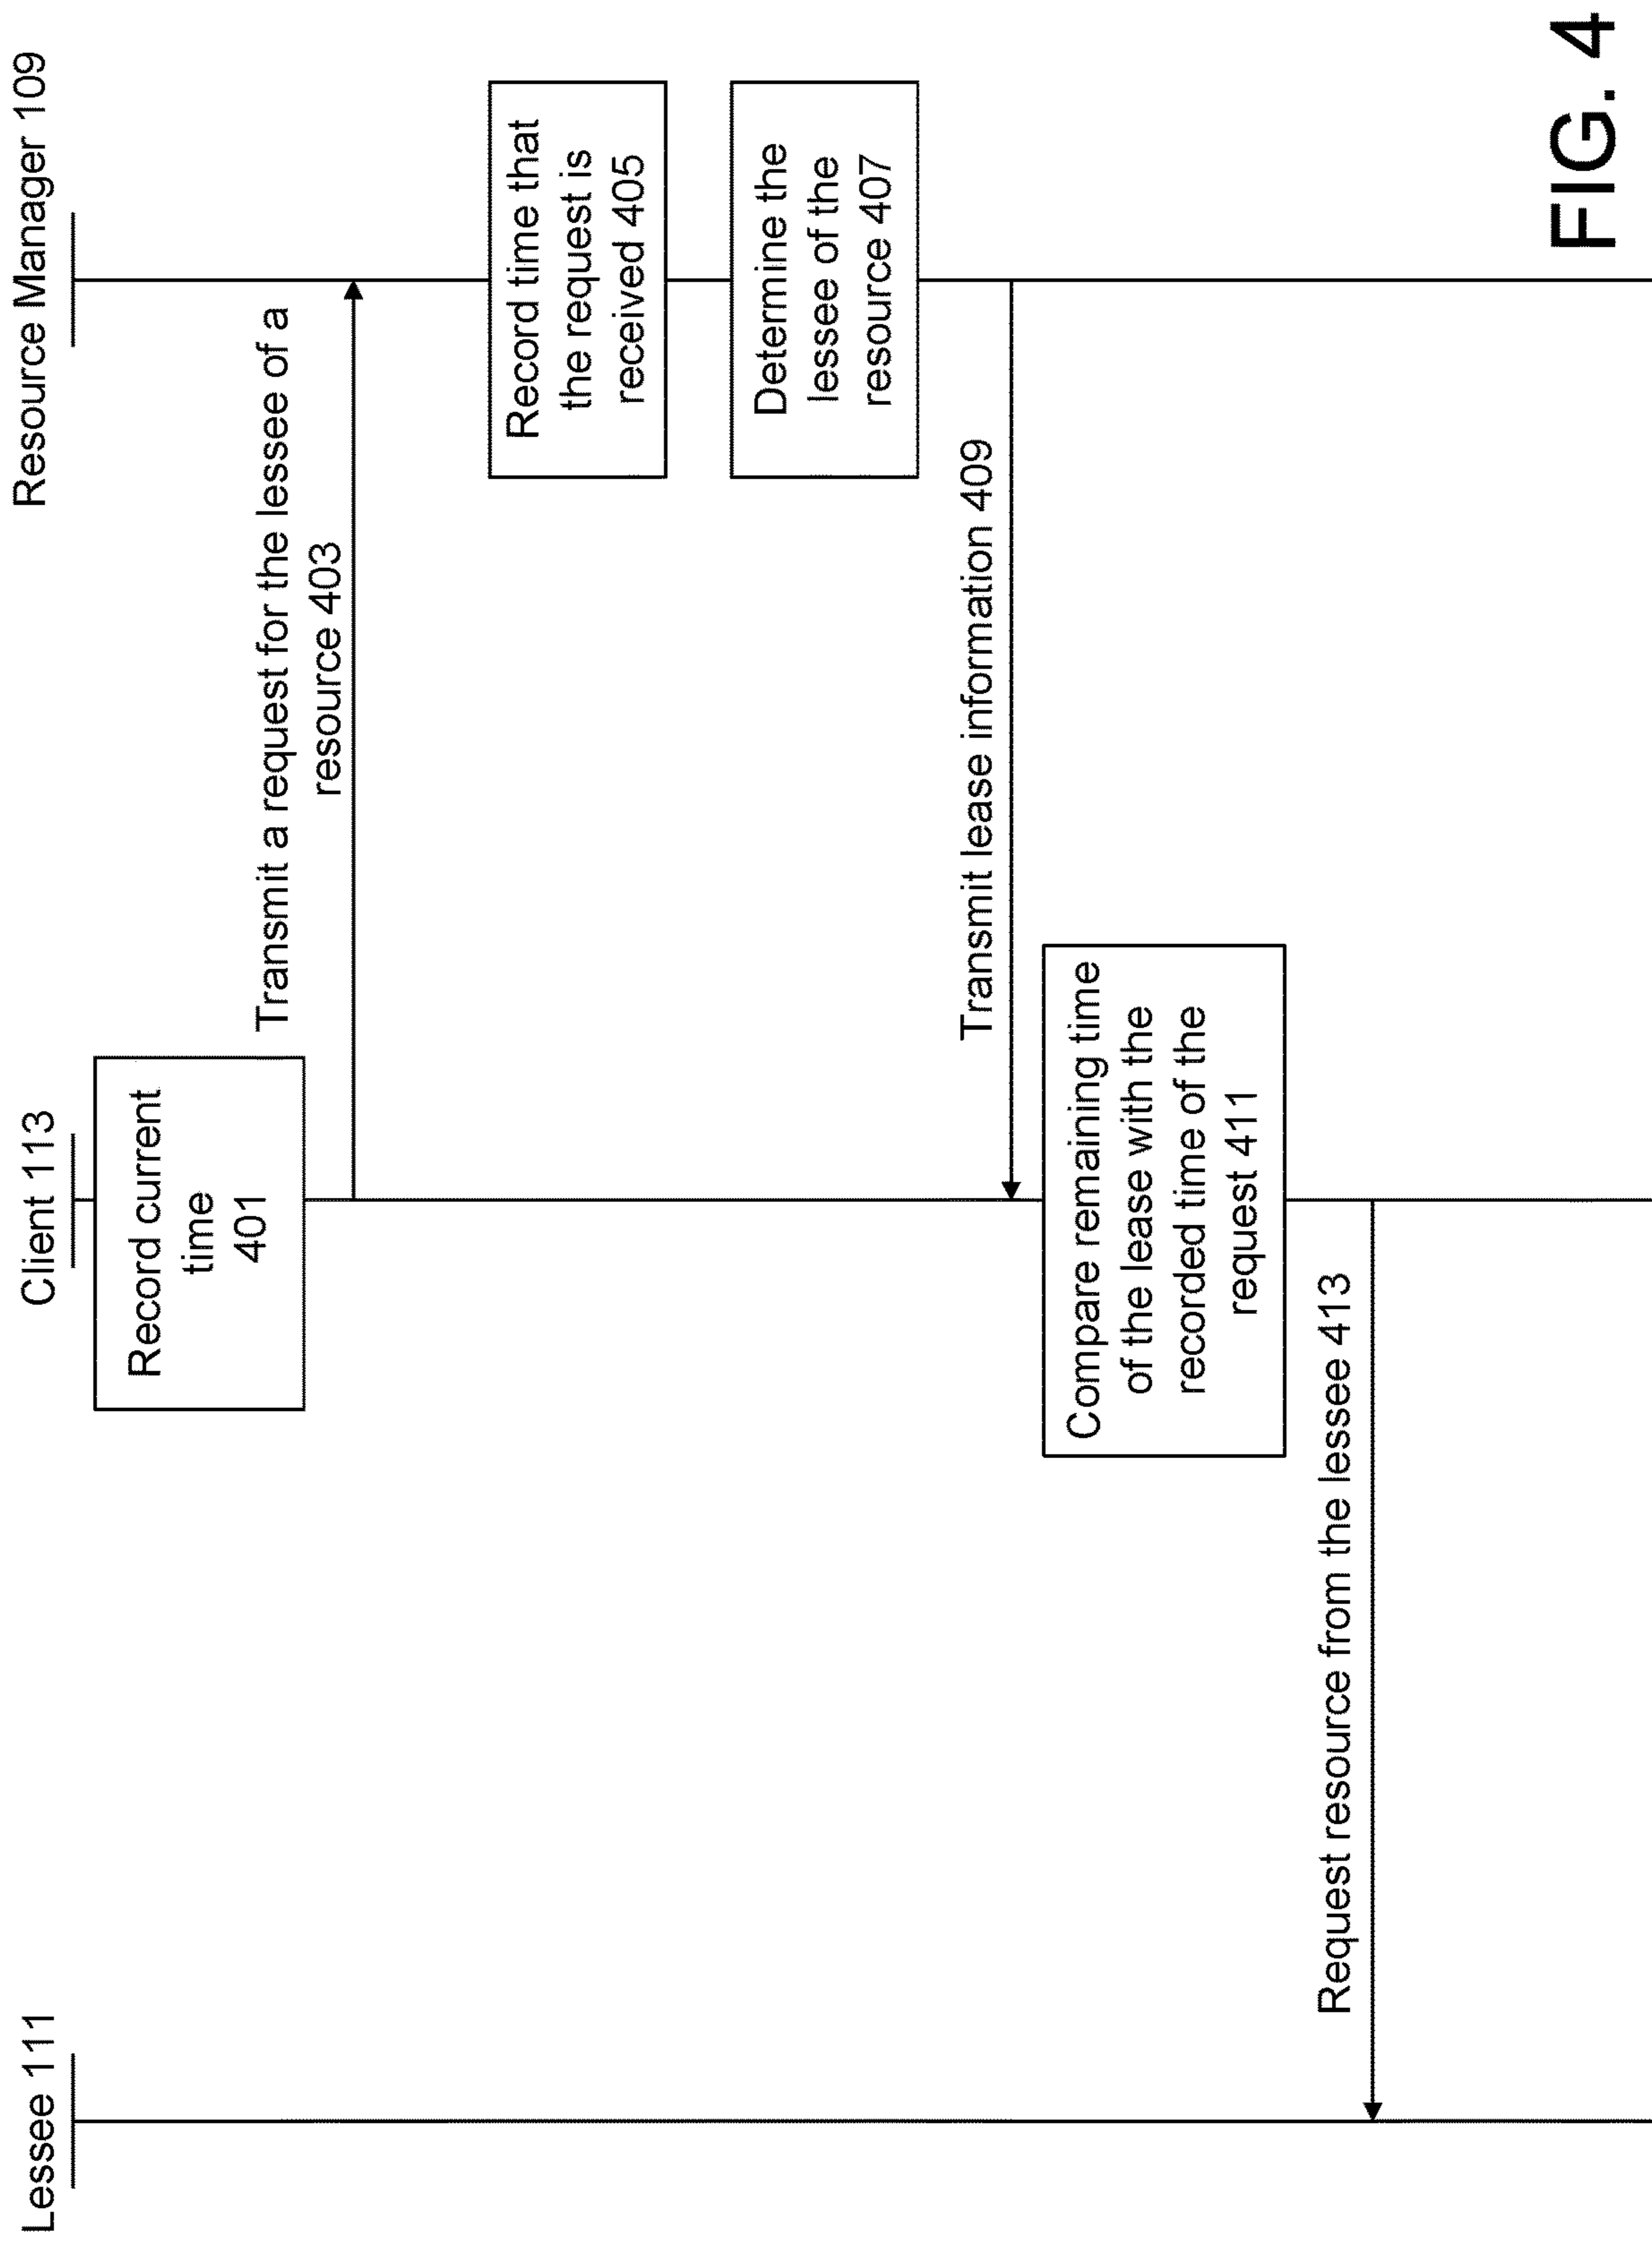 Lessee 111
Client 113
Resource Manager 109
Record current
time
401
Transmit a request for the lessee of a
resource 403
Record time that
the request is
received 405
Determine the
lessee of the
resource 407
Transmit lease information 409
Compare remaining time
of the lease with the
recorded time of the
request 411
Request resource from the lessee 413
FIG. 4